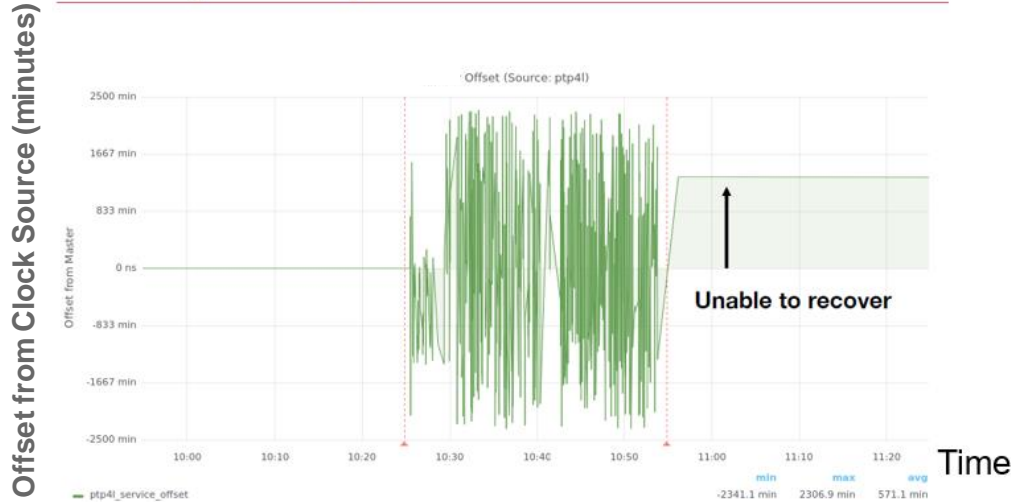 Offset from Clock Source (minutes)
Offset (Source: ptp4l)
Offset from Master
2500 min
1667 min
833 min
0 ns
-833 min
-1667 min
-2500 min
Unable to recover
10:00
10:10
10:20
10:30
10:40
10:50
11:00
11:10
11:20
Time
min max avg
ptp4l_service_offset -2341.1 min 2306.9 min 571.1 min